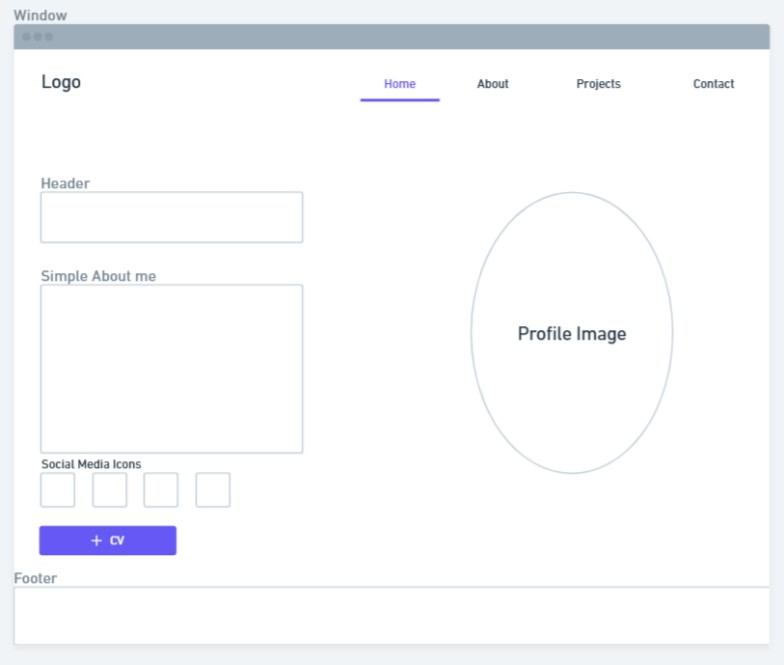 Window
Logo
Home About Projects Contact
Header
Simple About me
Profile Image
Social Media Icons
+ CV
Footer